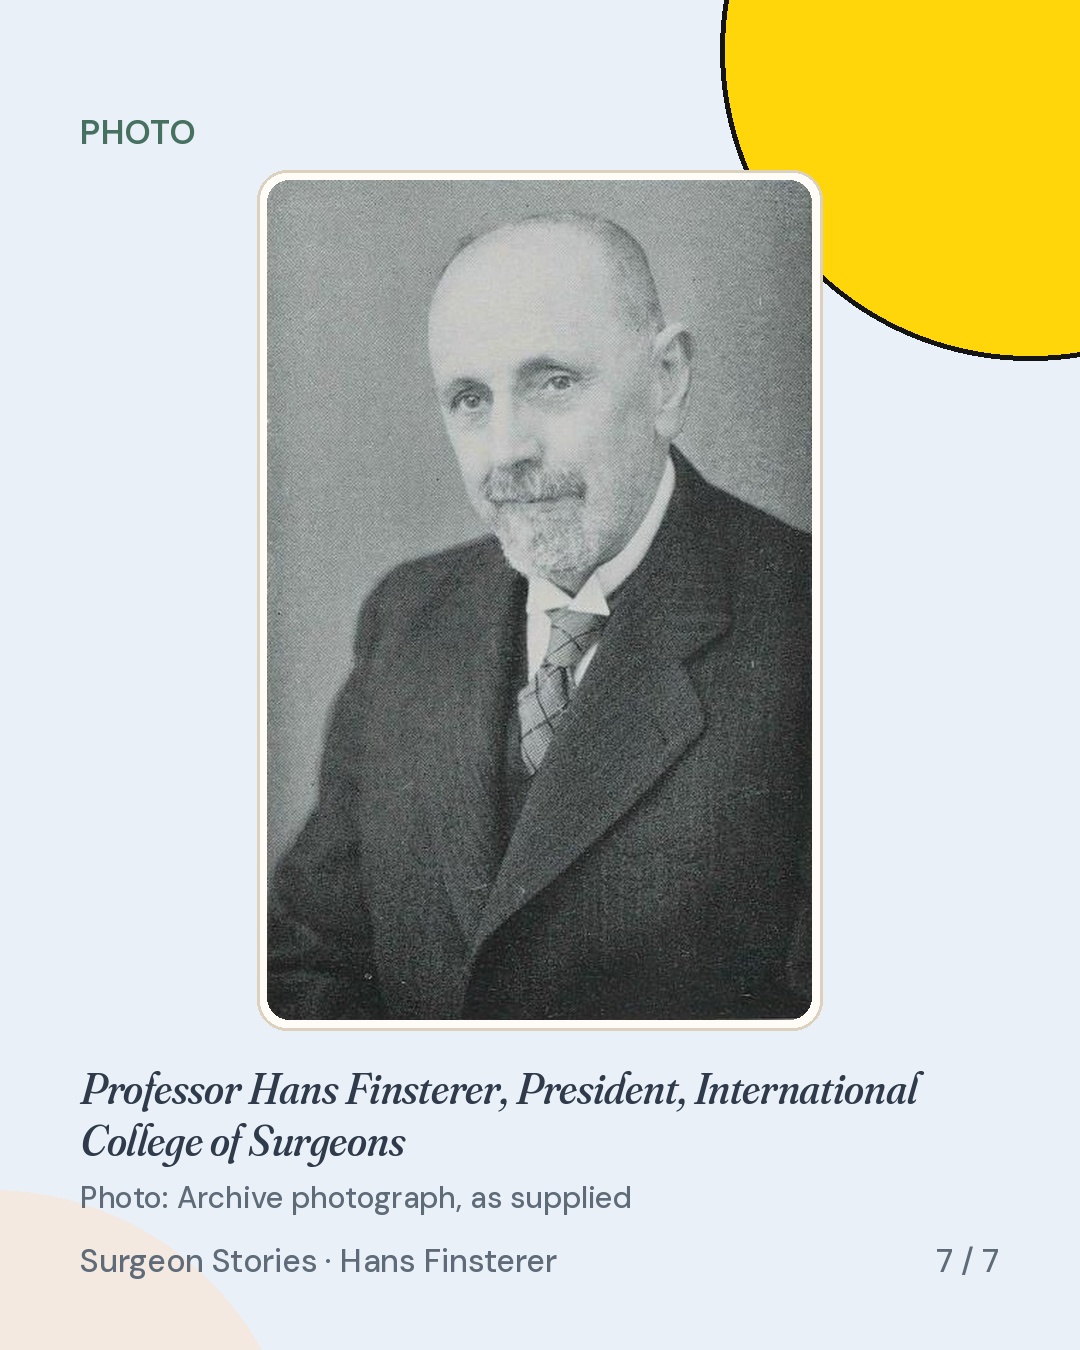 PHOTO
Professor Hans Finsterer, President, International
College of Surgeons
Photo: Archive photograph, as supplied
Surgeon Stories · Hans Finsterer
7 / 7